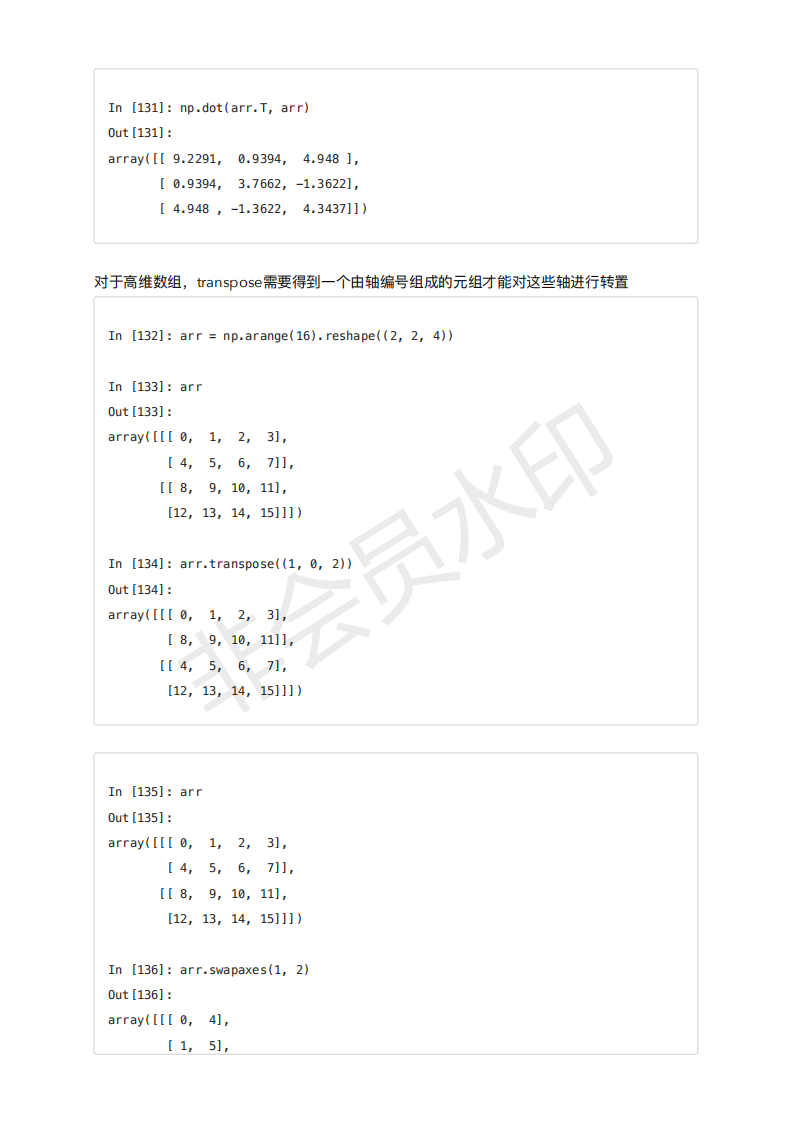 In [131]: np.dot(arr.T, arr)
Out[131]:
array([[ 9.2291,  0.9394,  4.948 ],
       [ 0.9394,  3.7662, -1.3622],
       [ 4.948 , -1.3622,  4.3437]])
对于高维数组，transpose需要得到一个由轴编号组成的元组才能对这些轴进行转置
In [132]: arr = np.arange(16).reshape((2, 2, 4))
In [133]: arr
Out[133]:
array([[[ 0,  1,  2,  3],
        [ 4,  5,  6,  7]],
       [[ 8,  9, 10, 11],
        [12, 13, 14, 15]]])
In [134]: arr.transpose((1, 0, 2))
Out[134]:
array([[[ 0,  1,  2,  3],
        [ 8,  9, 10, 11]],
       [[ 4,  5,  6,  7],
        [12, 13, 14, 15]]])
非会员水印
In [135]: arr
Out[135]:
array([[[ 0,  1,  2,  3],
        [ 4,  5,  6,  7]],
       [[ 8,  9, 10, 11],
        [12, 13, 14, 15]]])
In [136]: arr.swapaxes(1, 2)
Out[136]:
array([[[ 0,  4],
        [ 1,  5],